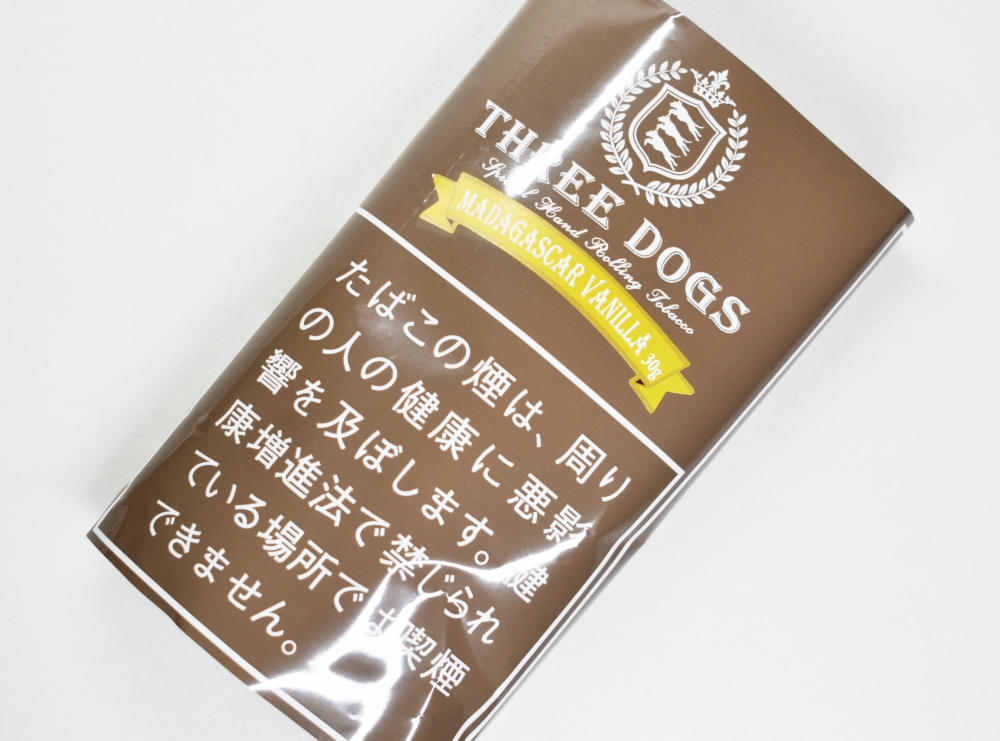 THREE DOGS
Special Hand Rolling Tobacco
MADAGASCAR VANILLA 30g
たばこの煙は、周り
の人の健康に悪影
響を及ぼします。健
康増進法で禁じられ
ている場所では喫煙
できません。